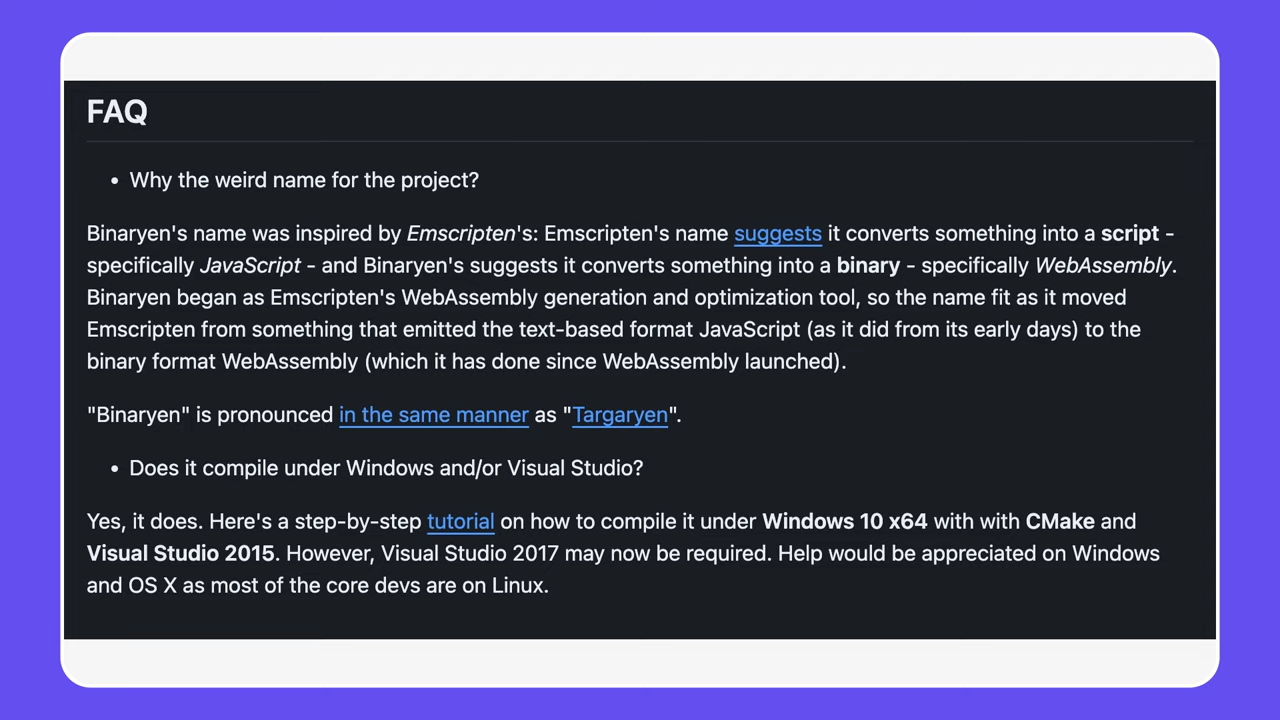 FAQ
• Why the weird name for the project?
Binaryen's name was inspired by Emscripten's: Emscripten's name suggests it converts something into a script -
specifically JavaScript - and Binaryen's suggests it converts something into a binary - specifically WebAssembly.
Binaryen began as Emscripten's WebAssembly generation and optimization tool, so the name fit as it moved
Emscripten from something that emitted the text-based format JavaScript (as it did from its early days) to the
binary format WebAssembly (which it has done since WebAssembly launched).
"Binaryen" is pronounced in the same manner as "Targaryen".
• Does it compile under Windows and/or Visual Studio?
Yes, it does. Here's a step-by-step tutorial on how to compile it under Windows 10 x64 with with CMake and
Visual Studio 2015. However, Visual Studio 2017 may now be required. Help would be appreciated on Windows
and OS X as most of the core devs are on Linux.